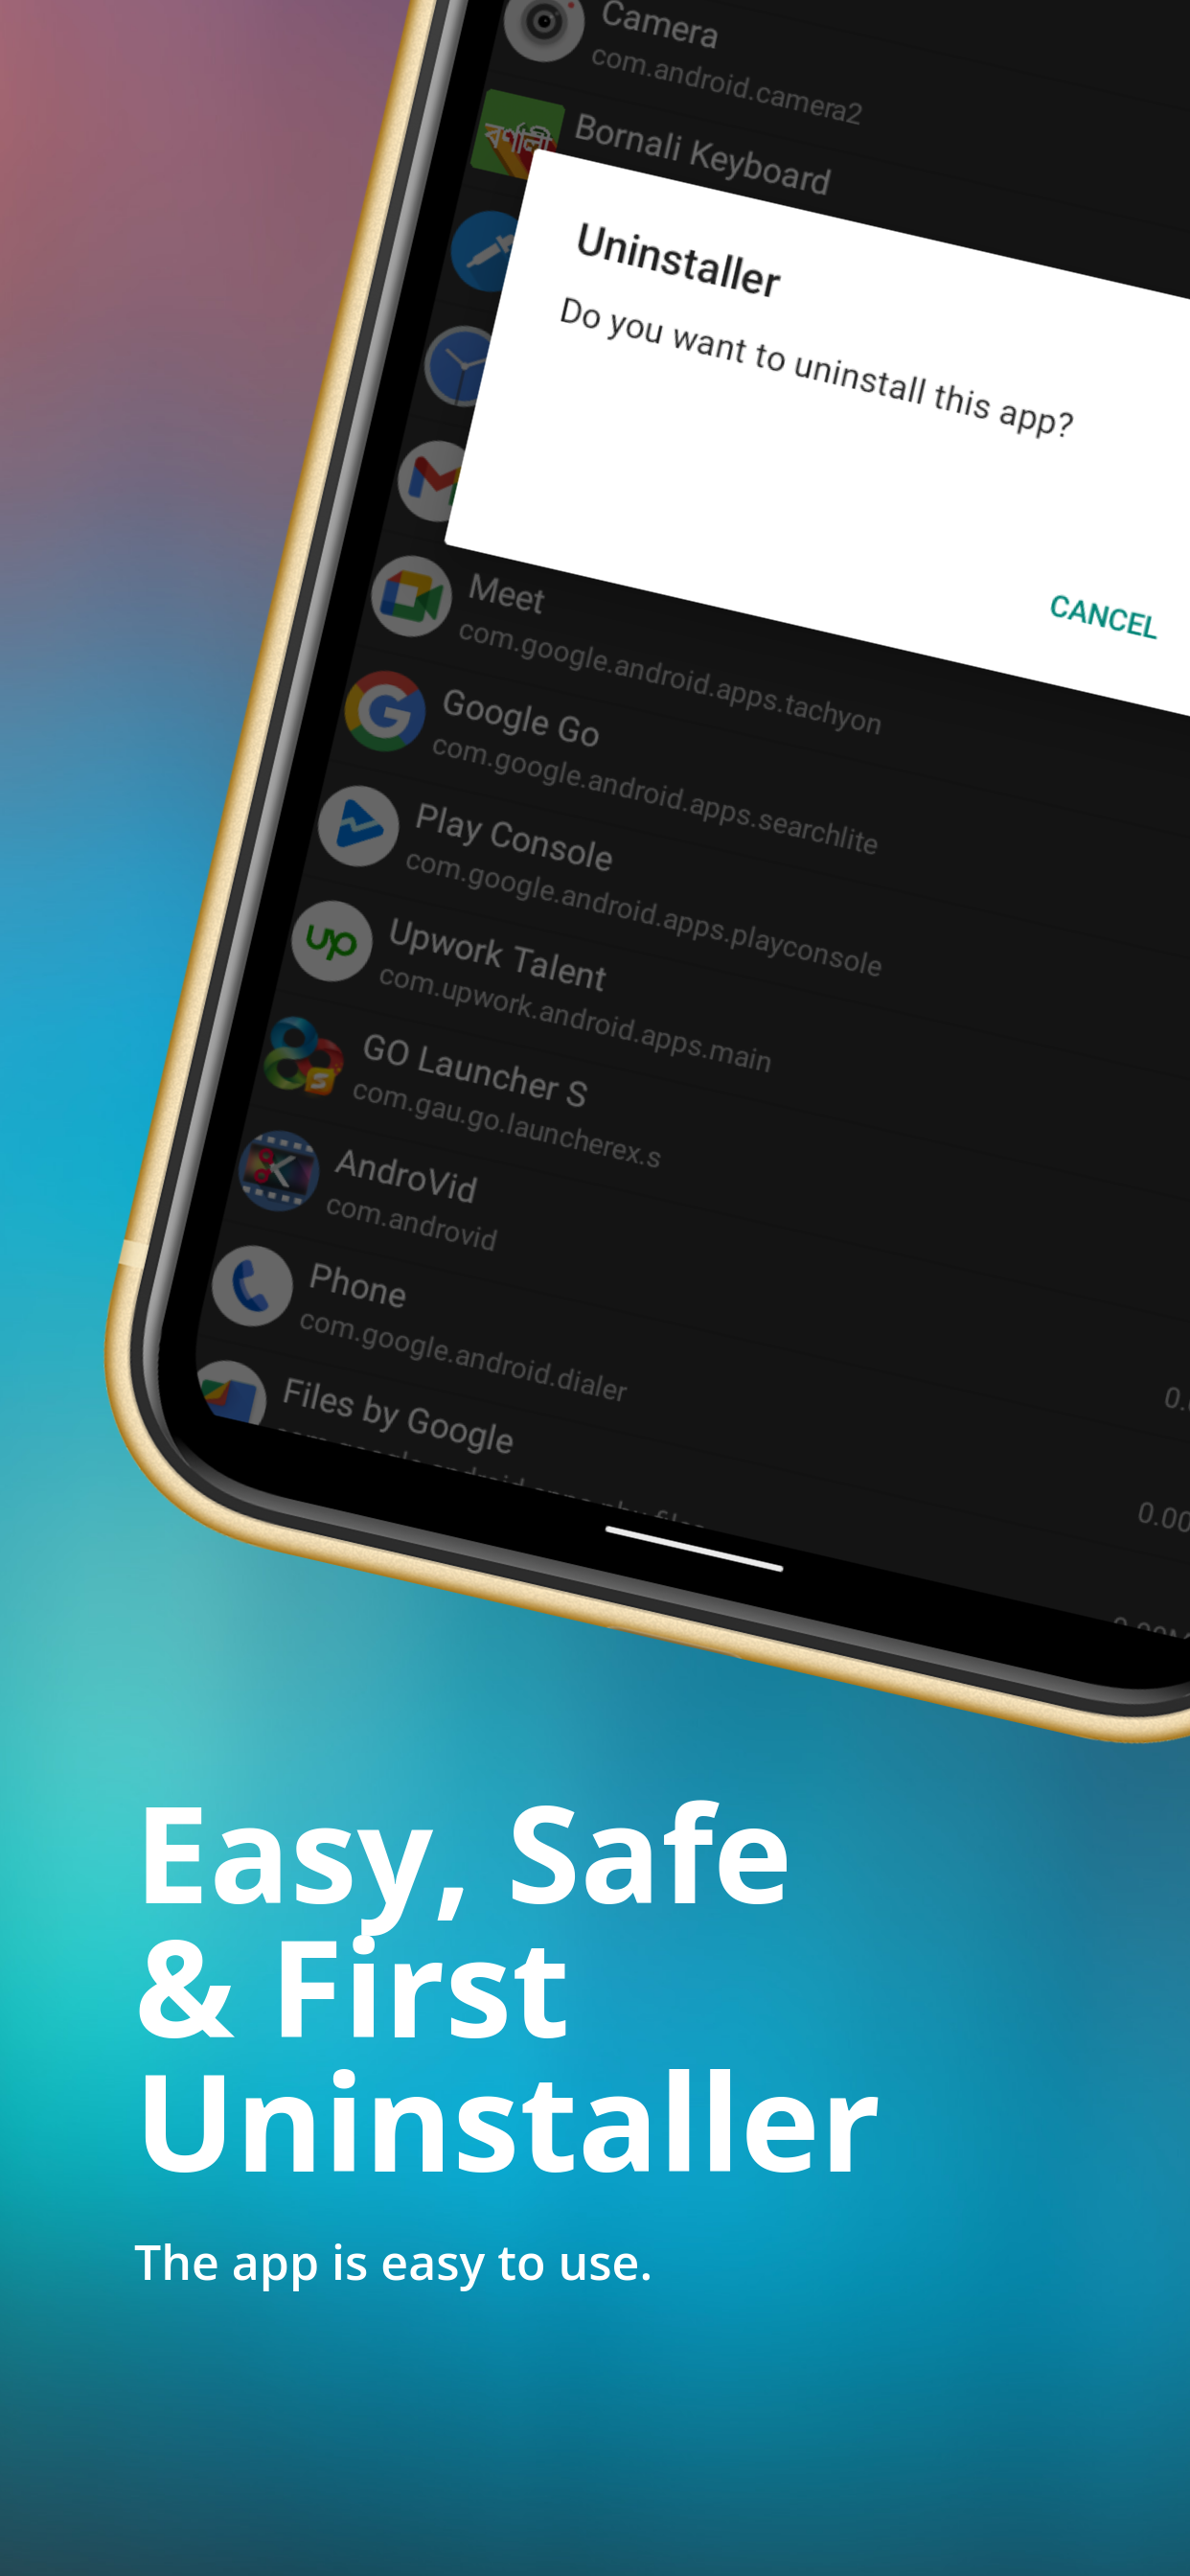 Camera
com.android.camera2
বর্ণালী
Bornali Keyboard
Uninstaller
Do you want to uninstall this app?
CANCEL
Meet
com.google.android.apps.tachyon
Google Go
com.google.android.apps.searchlite
Play Console
com.google.android.apps.playconsole
up
Upwork Talent
com.upwork.android.apps.main
GO Launcher S
com.gau.go.launcherex.s
AndroVid
com.androvid
Phone
com.google.android.dialer
Files by Google
0.00
Easy, Safe
& First
Uninstaller
The app is easy to use.